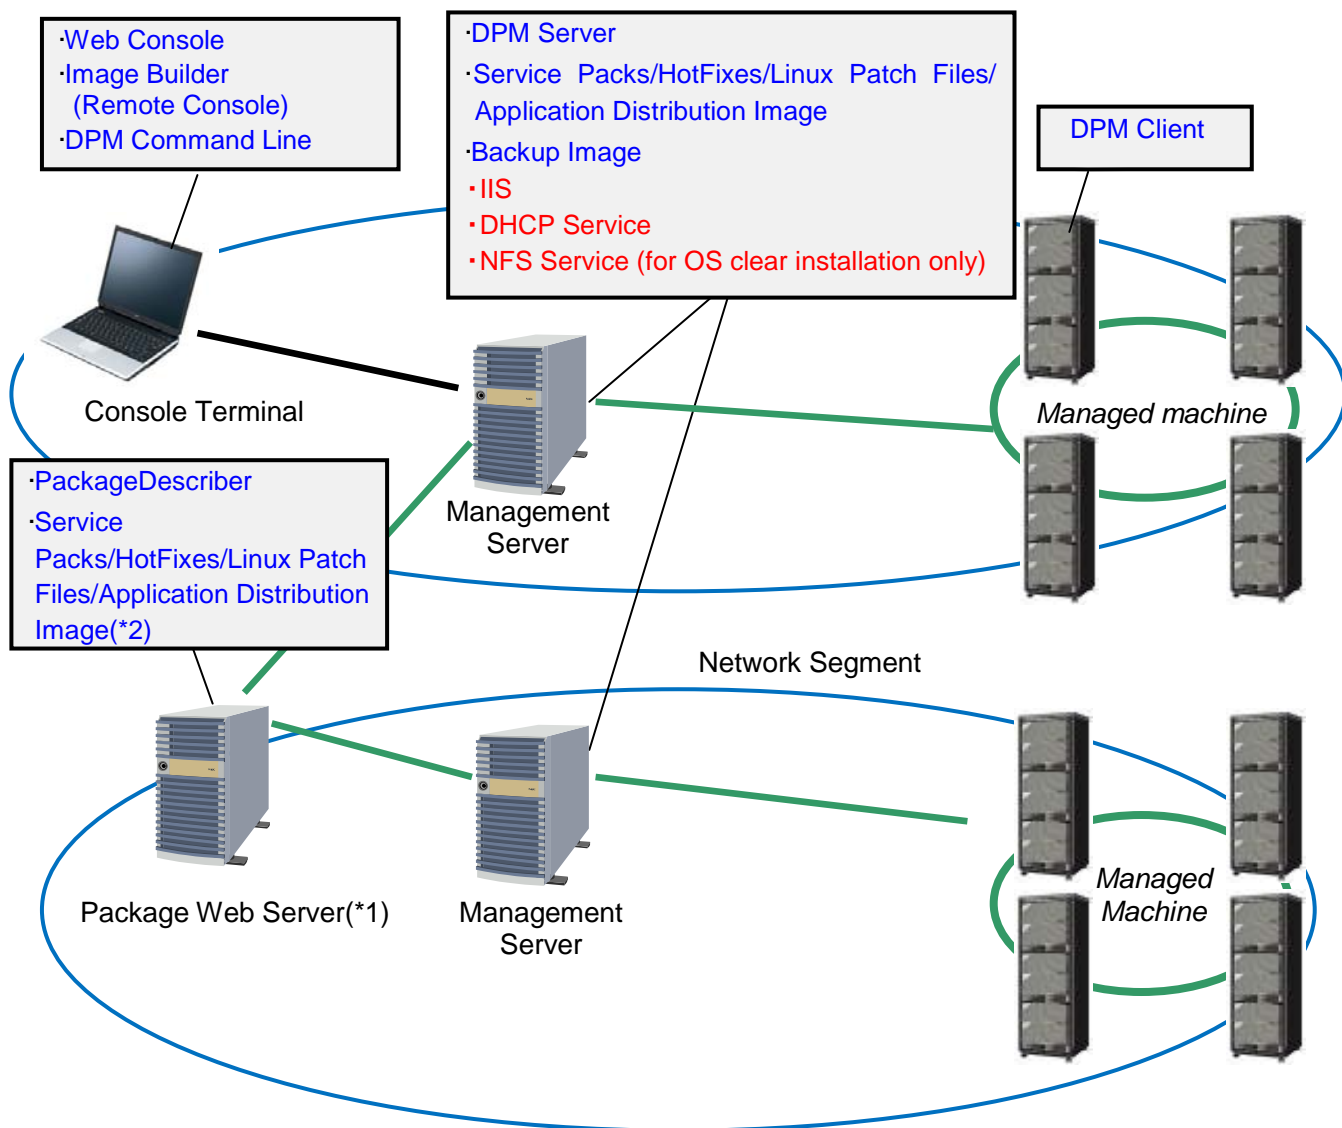 ·Web Console
·Image Builder
(Remote Console)
·DPM Command Line
·DPM Server
·Service Packs/HotFixes/Linux Patch Files/
Application Distribution Image
·Backup Image
・IIS
・DHCP Service
・NFS Service (for OS clear installation only)
DPM Client
Console Terminal
Managed machine
·PackageDescriber
·Service
Packs/HotFixes/Linux Patch
Files/Application Distribution
Image(*2)
Management
Server
Network Segment
Package Web Server(*1)
Management
Server
Managed
Machine